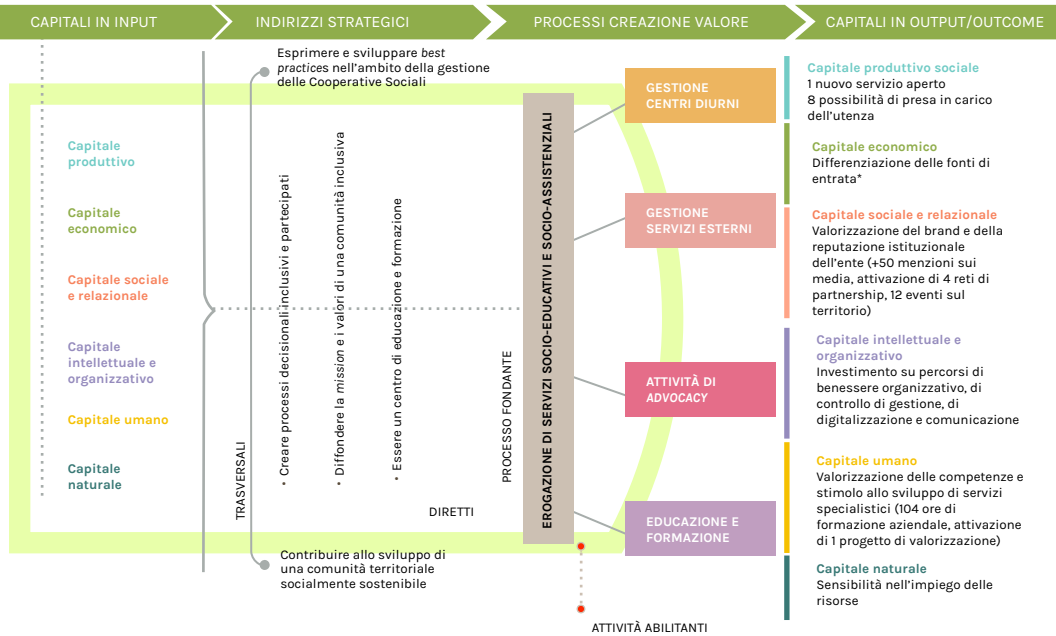 CAPITALI IN INPUT
INDIRIZZI STRATEGICI
PROCESSI CREAZIONE VALORE
CAPITALI IN OUTPUT/OUTCOME
Capitale
produttivo
Capitale
economico
Capitale sociale
e relazionale
Capitale
intellettuale e
organizzativo
Capitale umano
Capitale
naturale
Esprimere e sviluppare best
practices nell'ambito della gestione
delle Cooperative Sociali
TRASVERSALI
• Creare processi decisionali inclusivi e partecipati
• Diffondere la mission e i valori di una comunità inclusiva
• Essere un centro di educazione e formazione
DIRETTI
Contribuire allo sviluppo di
una comunità territoriale
socialmente sostenibile
PROCESSO FONDANTE
EROGAZIONE DI SERVIZI SOCIO-EDUCATIVI E SOCIO-ASSISTENZIALI
GESTIONE
CENTRI DIURNI
GESTIONE
SERVIZI ESTERNI
ATTIVITÀ DI
ADVOCACY
EDUCAZIONE E
FORMAZIONE
ATTIVITÀ ABILITANTI
Capitale produttivo sociale
1 nuovo servizio aperto
8 possibilità di presa in carico
dell'utenza
Capitale economico
Differenziazione delle fonti di
entrata*
Capitale sociale e relazionale
Valorizzazione del brand e della
reputazione istituzionale
dell'ente (+50 menzioni sui
media, attivazione di 4 reti di
partnership, 12 eventi sul
territorio)
Capitale intellettuale e
organizzativo
Investimento su percorsi di
benessere organizzativo, di
controllo di gestione, di
digitalizzazione e comunicazione
Capitale umano
Valorizzazione delle competenze e
stimolo allo sviluppo di servizi
specialistici (104 ore di
formazione aziendale, attivazione
di 1 progetto di valorizzazione)
Capitale naturale
Sensibilità nell'impiego delle
risorse